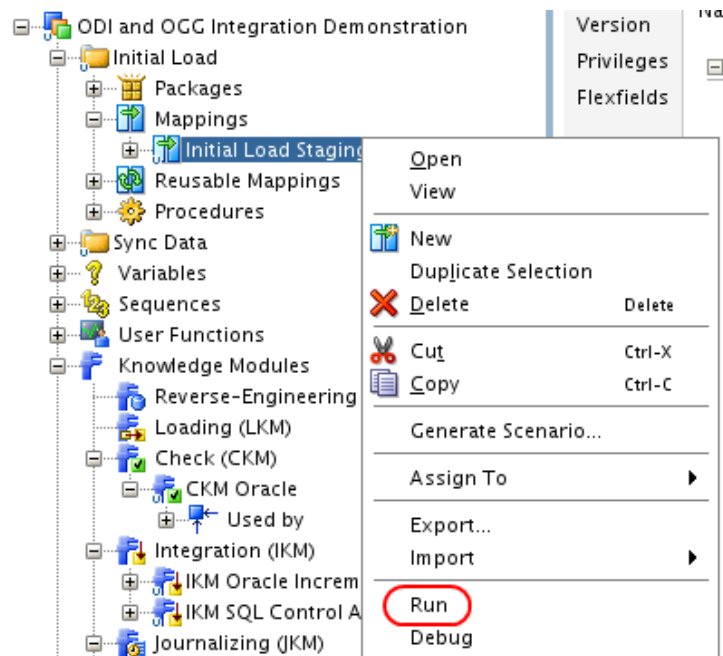 ODI and OGG Integration Demonstration
Initial Load
Packages
Mappings
Initial Load Staging
Reusable Mappings
Procedures
Sync Data
Variables
Sequences
User Functions
Knowledge Modules
Reverse-Engineering
Loading (LKM)
Check (CKM)
CKM Oracle
Used by
Integration (IKM)
IKM Oracle Increm
IKM SQL Control A
Journalizing (JKM)
Version
Privileges
Flexfields
Open
View
New
Duplicate Selection
Delete Delete
Cut Ctrl-X
Copy Ctrl-C
Generate Scenario...
Assign To
Export...
Import
Run
Debug